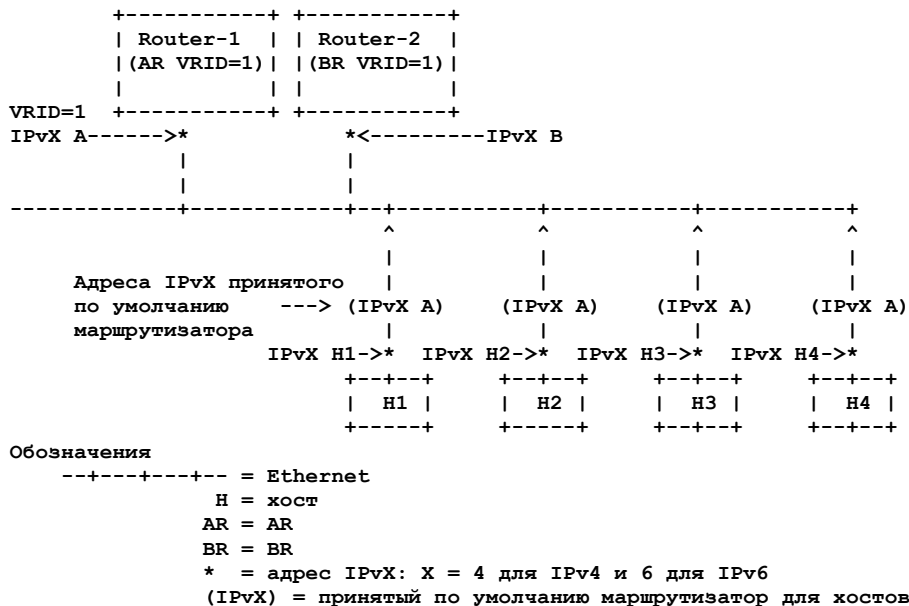 +-----------+ +-----------+
| Router-1 | | Router-2 |
|(AR VRID=1)| |(BR VRID=1)|
| | | |
VRID=1 +-----------+ +-----------+
IPvX A------>* *<---------IPvX B
| |
| |
-------------+------------+--+-----------+-----------+-----------+
^ ^ ^ ^
| | | |
Адреса IPvX принятого | | | |
по умолчанию ---> (IPvX A) (IPvX A) (IPvX A) (IPvX A)
маршрутизатора | | | |
IPvX H1->* IPvX H2->* IPvX H3->* IPvX H4->*
+--+--+ +--+--+ +--+--+ +--+--+
| H1 | | H2 | | H3 | | H4 |
+-----+ +-----+ +--+--+ +--+--+
Обозначения
--+---+---+-- = Ethernet
H = хост
AR = AR
BR = BR
* = адрес IPvX: X = 4 для IPv4 и 6 для IPv6
(IPvX) = принятый по умолчанию маршрутизатор для хостов